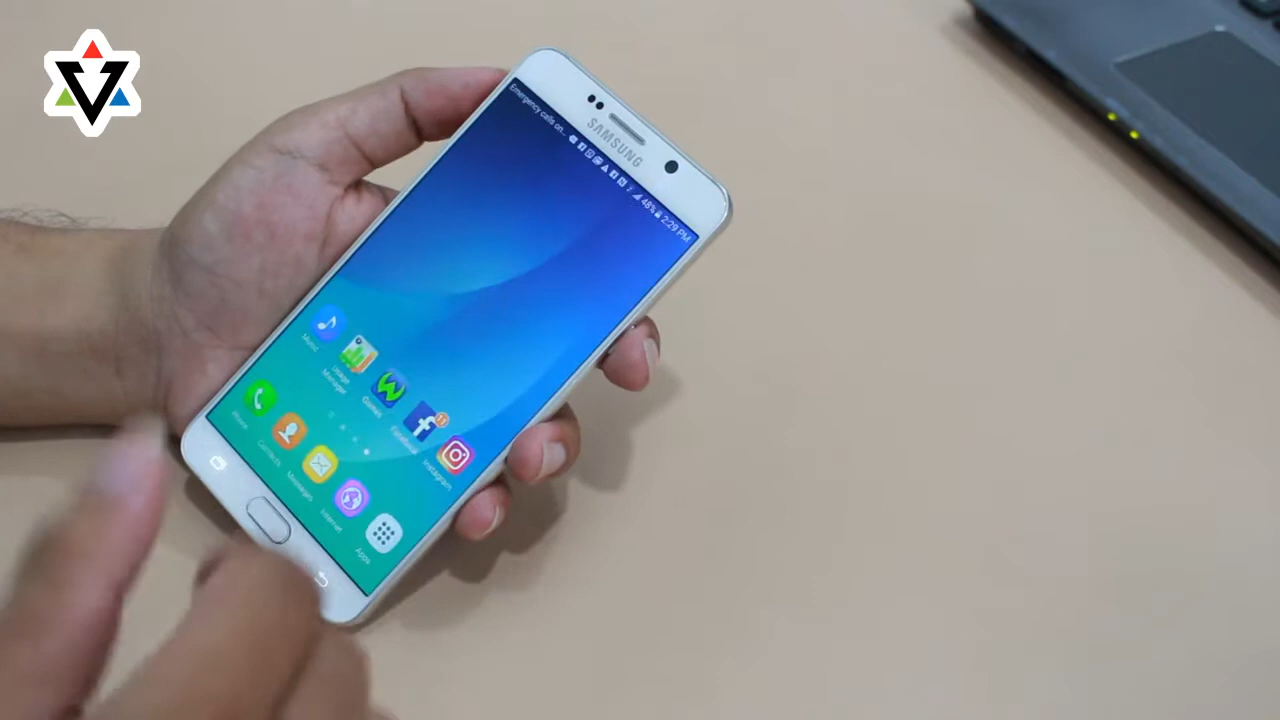 Emergency calls on...
48% 2:29 PM
SAMSUNG
Music
Usage
Manager
Games
Facebook
11
Instagram
Phone
Contacts
Messages
Internet
Apps